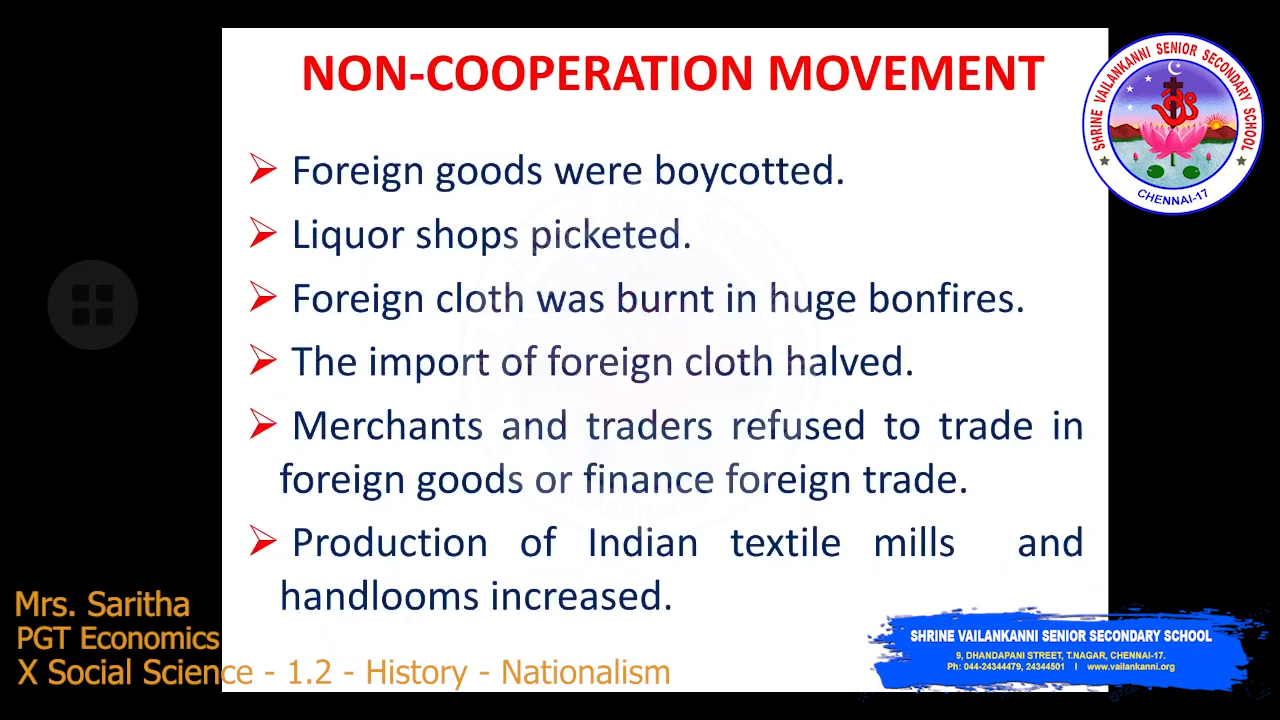 NON-COOPERATION MOVEMENT
SHRINE VAILANKANNI SENIOR SECONDARY SCHOOL
CHENNAI-17
➢ Foreign goods were boycotted.
➢ Liquor shops picketed.
➢ Foreign cloth was burnt in huge bonfires.
➢ The import of foreign cloth halved.
➢ Merchants and traders refused to trade in
foreign goods or finance foreign trade.
➢ Production of Indian textile mills and
handlooms increased.
Mrs. Saritha
PGT Economics
X Social Science - 1.2 - History - Nationalism
SHRINE VAILANKANNI SENIOR SECONDARY SCHOOL
9, DHANDAPANI STREET, T.NAGAR, CHENNAI-17.
Ph: 044-24344479, 24344501 I www.vailankanni.org